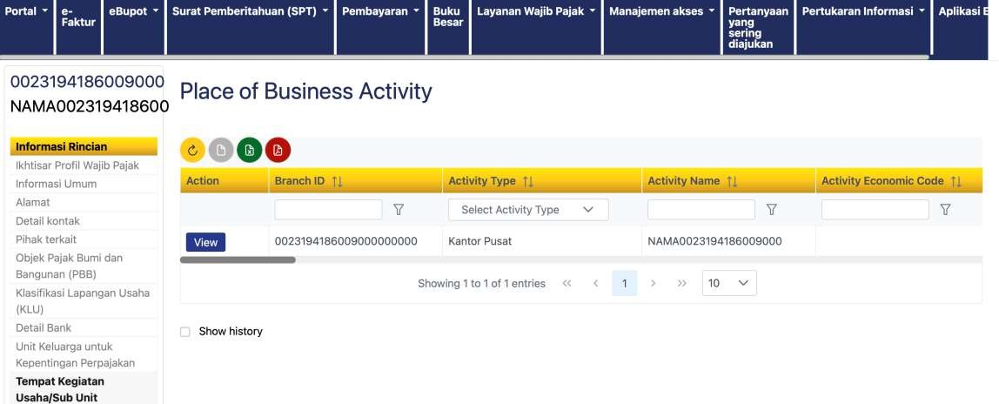 Portal
e-
Faktur
eBupot
Surat Pemberitahuan (SPT)
Pembayaran
Buku
Besar
Layanan Wajib Pajak
Manajemen akses
Pertanyaan
yang
sering
diajukan
Pertukaran Informasi
Aplikasi E
0023194186009000
NAMA002319418600
Informasi Rincian
Ikhtisar Profil Wajib Pajak
Informasi Umum
Alamat
Detail kontak
Pihak terkait
Objek Pajak Bumi dan
Bangunan (PBB)
Klasifikasi Lapangan Usaha
(KLU)
Detail Bank
Unit Keluarga untuk
Kepentingan Perpajakan
Tempat Kegiatan
Usaha/Sub Unit
Place of Business Activity
Action Branch ID Activity Type Activity Name Activity Economic Code
Select Activity Type
View 0023194186009000000000 Kantor Pusat NAMA0023194186009000
Showing 1 to 1 of 1 entries << < 1 > >> 10
Show history